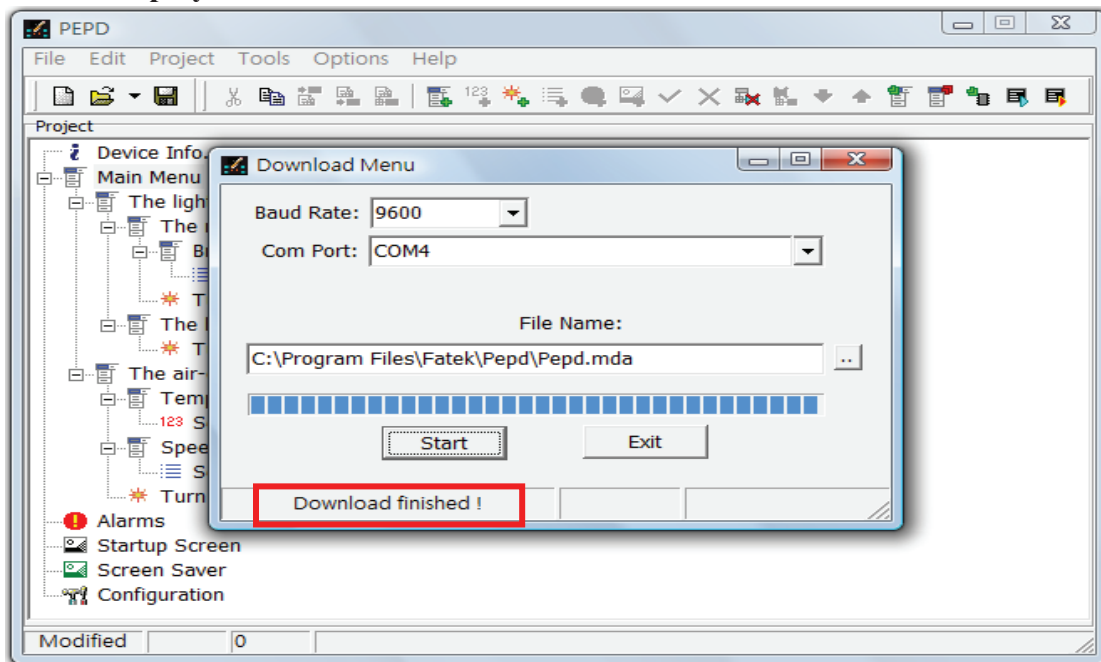 PEPD
File Edit Project Tools Options Help
123
Project
Device Info.
Main Menu
The ligh
The
B
T
The
T
The air-
Tem
123 S
Spee
S
Turn
Alarms
Startup Screen
Screen Saver
Configuration
Download Menu
Baud Rate: 9600
Com Port: COM4
File Name:
C:\Program Files\Fatek\Pepd\Pepd.mda
..
Start Exit
Download finished !
Modified 0